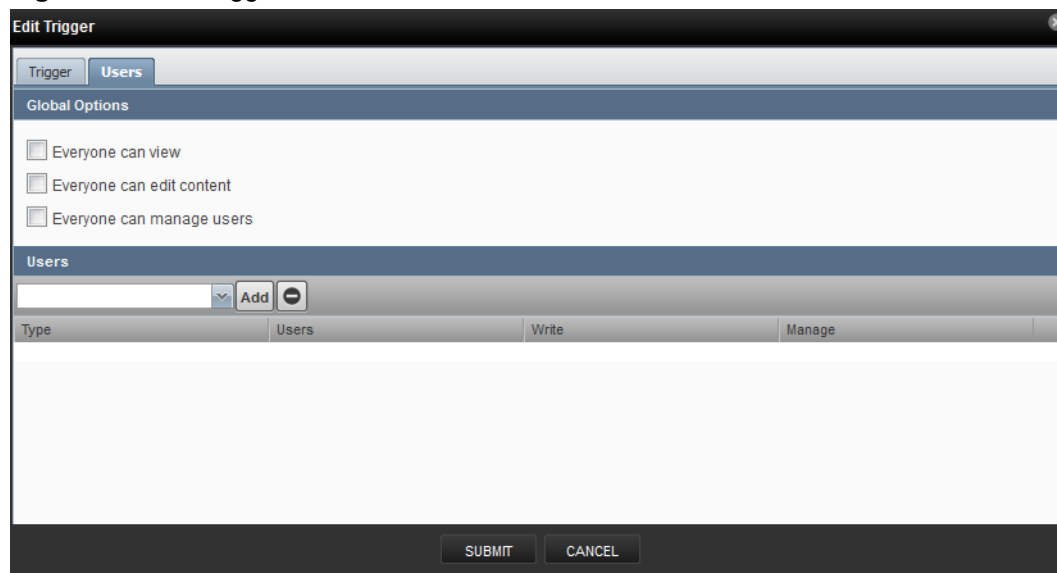 Edit Trigger
Trigger Users
Global Options
Everyone can view
Everyone can edit content
Everyone can manage users
Users
Add
Type Users Write Manage
SUBMIT CANCEL